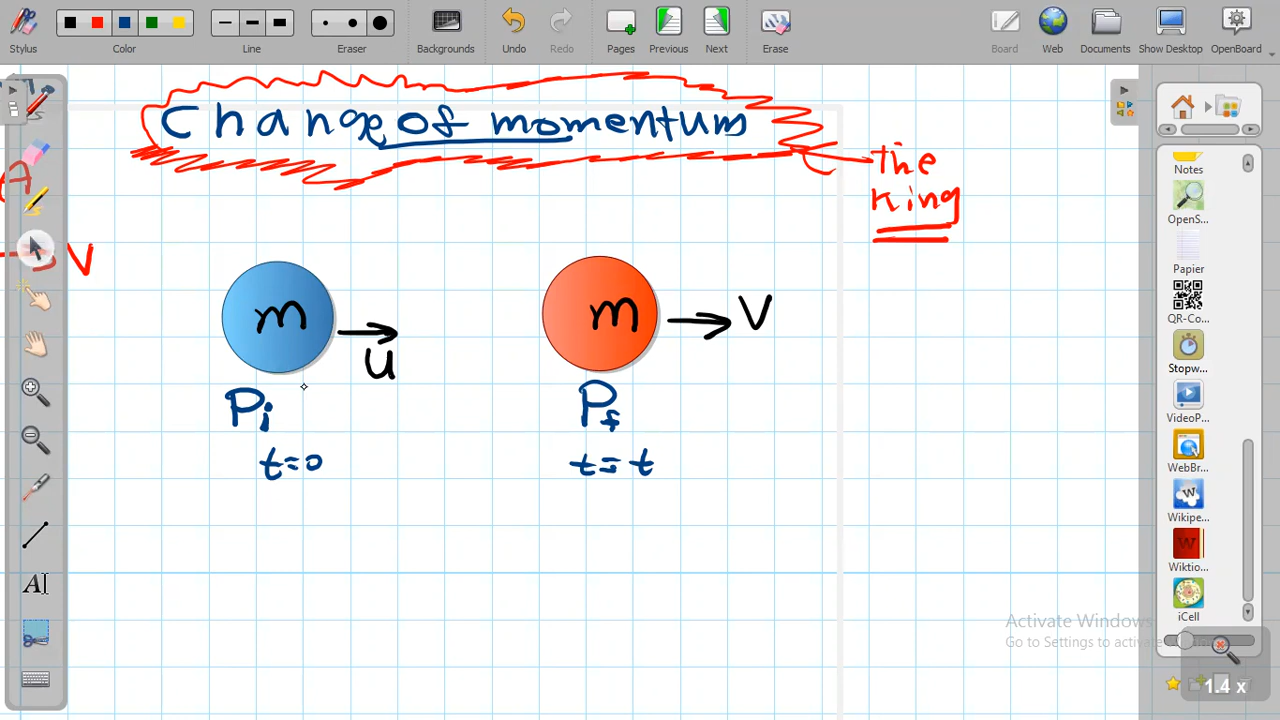 Stylus
Color
Line
Eraser
Backgrounds
Undo
Redo
Pages
Previous
Next
Erase
Board
Web
Documents
Show Desktop
OpenBoard
Change of momentum
the
King
A
V
m
U
m
V
Pi
Pf
t=0
t=t
Notes
OpenS...
Papier
QR-Co...
Stopw...
VideoP...
WebBr...
Wikipe...
Wiktio...
iCell
AI
Activate Windows
Go to Settings to activate
1.4 x